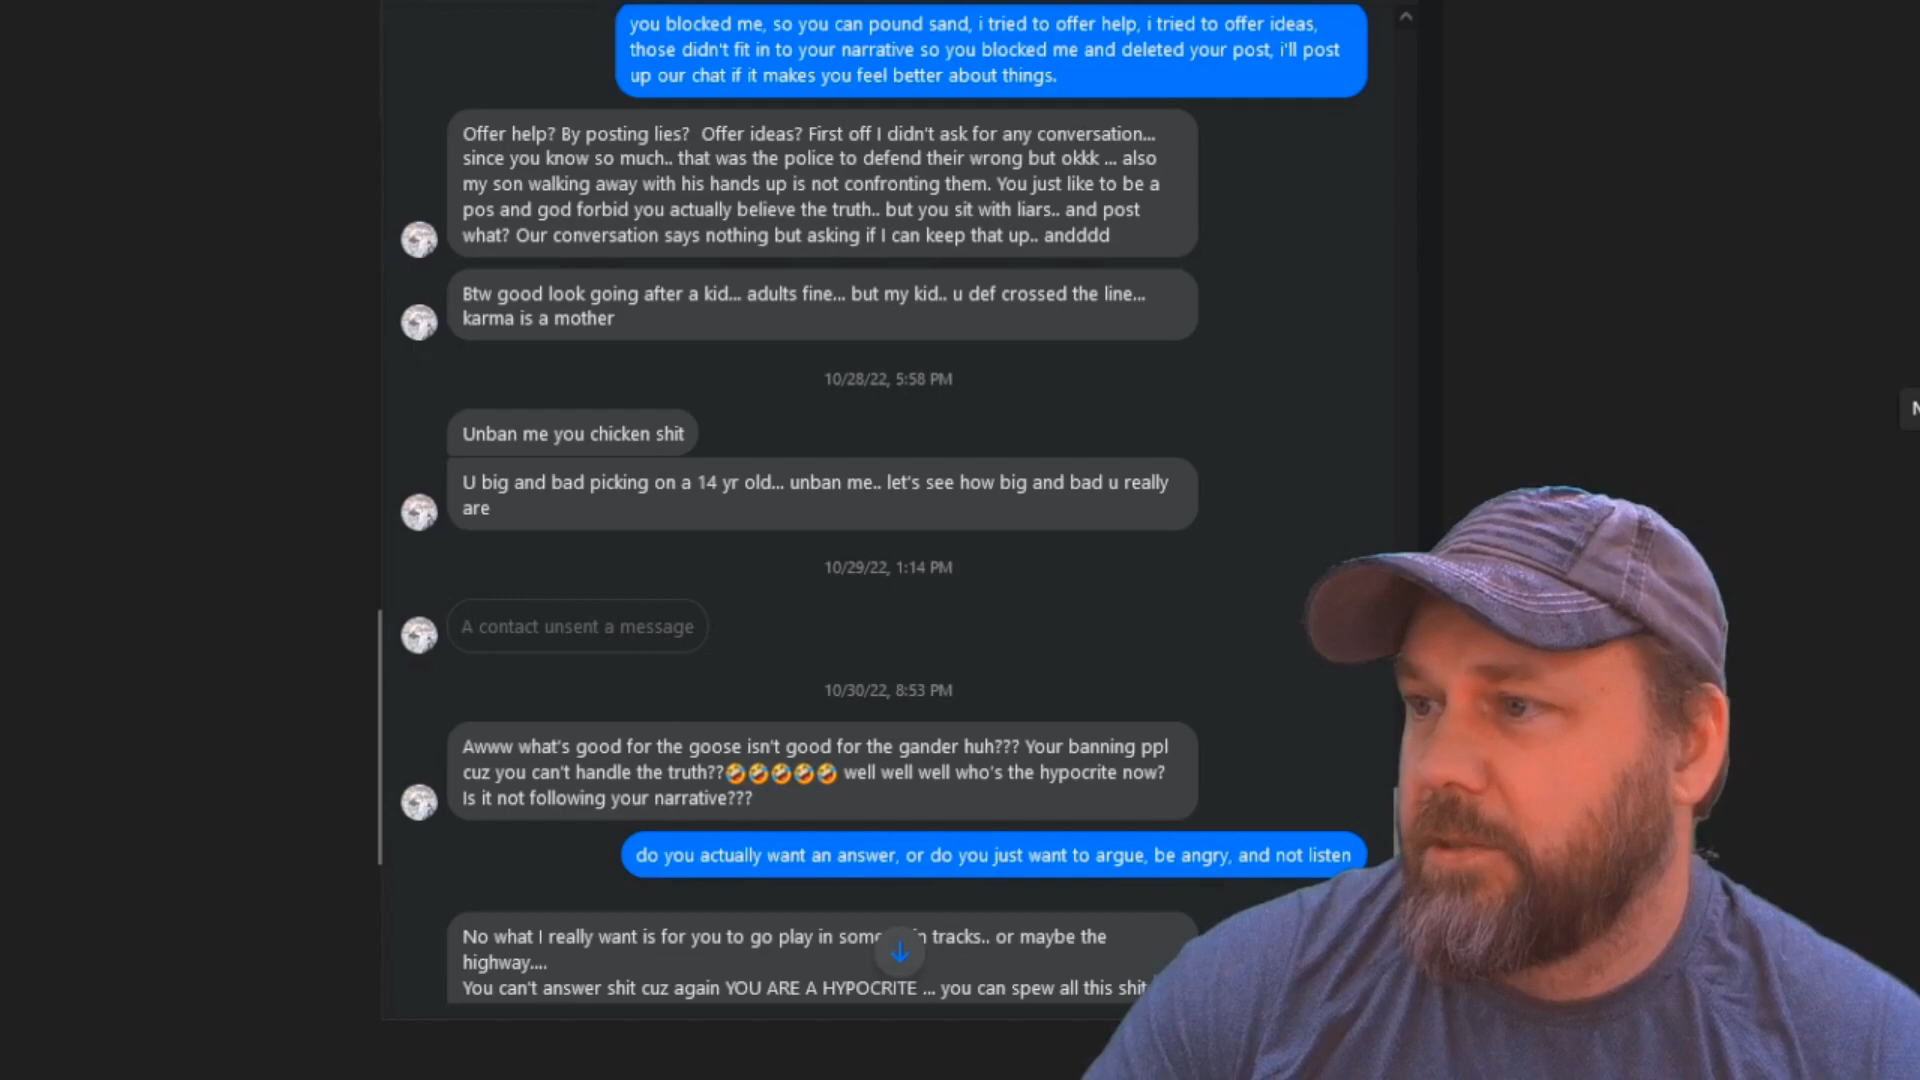 you blocked me, so you can pound sand, i tried to offer help, i tried to offer ideas,
those didn't fit in to your narrative so you blocked me and deleted your post, i'll post
up our chat if it makes you feel better about things.
Offer help? By posting lies?  Offer ideas? First off I didn't ask for any conversation...
since you know so much.. that was the police to defend their wrong but okkk ... also
my son walking away with his hands up is not confronting them. You just like to be a
pos and god forbid you actually believe the truth.. but you sit with liars.. and post
what? Our conversation says nothing but asking if I can keep that up.. andddd
Btw good look going after a kid... adults fine... but my kid.. u def crossed the line...
karma is a mother
10/28/22, 5:58 PM
Unban me you chicken shit
U big and bad picking on a 14 yr old... unban me.. let's see how big and bad u really
are
10/29/22, 1:14 PM
A contact unsent a message
10/30/22, 8:53 PM
Awww what's good for the goose isn't good for the gander huh??? Your banning ppl
cuz you can't handle the truth??🤣🤣🤣🤣🤣 well well well who's the hypocrite now?
Is it not following your narrative???
do you actually want an answer, or do you just want to argue, be angry, and not listen
No what I really want is for you to go play in some tracks.. or maybe the
highway....
You can't answer shit cuz again YOU ARE A HYPOCRITE ... you can spew all this shit